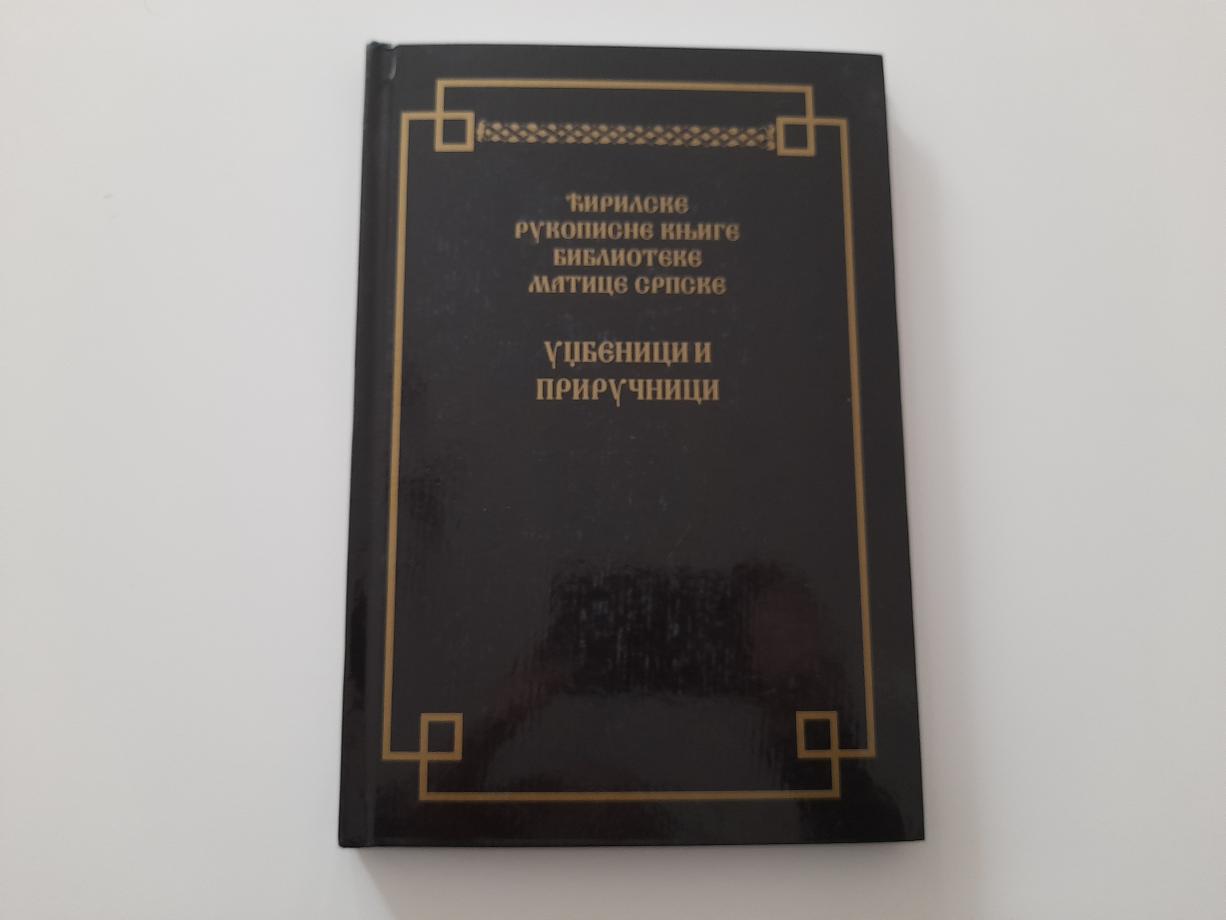 ЋИРИЛСКЕ
РУКОПИСНЕ КЊИГЕ
БИБЛИОТЕКЕ
МАТИЦЕ СРПСКЕ
УЏБЕНИЦИ И
ПРИРУЧНИЦИ